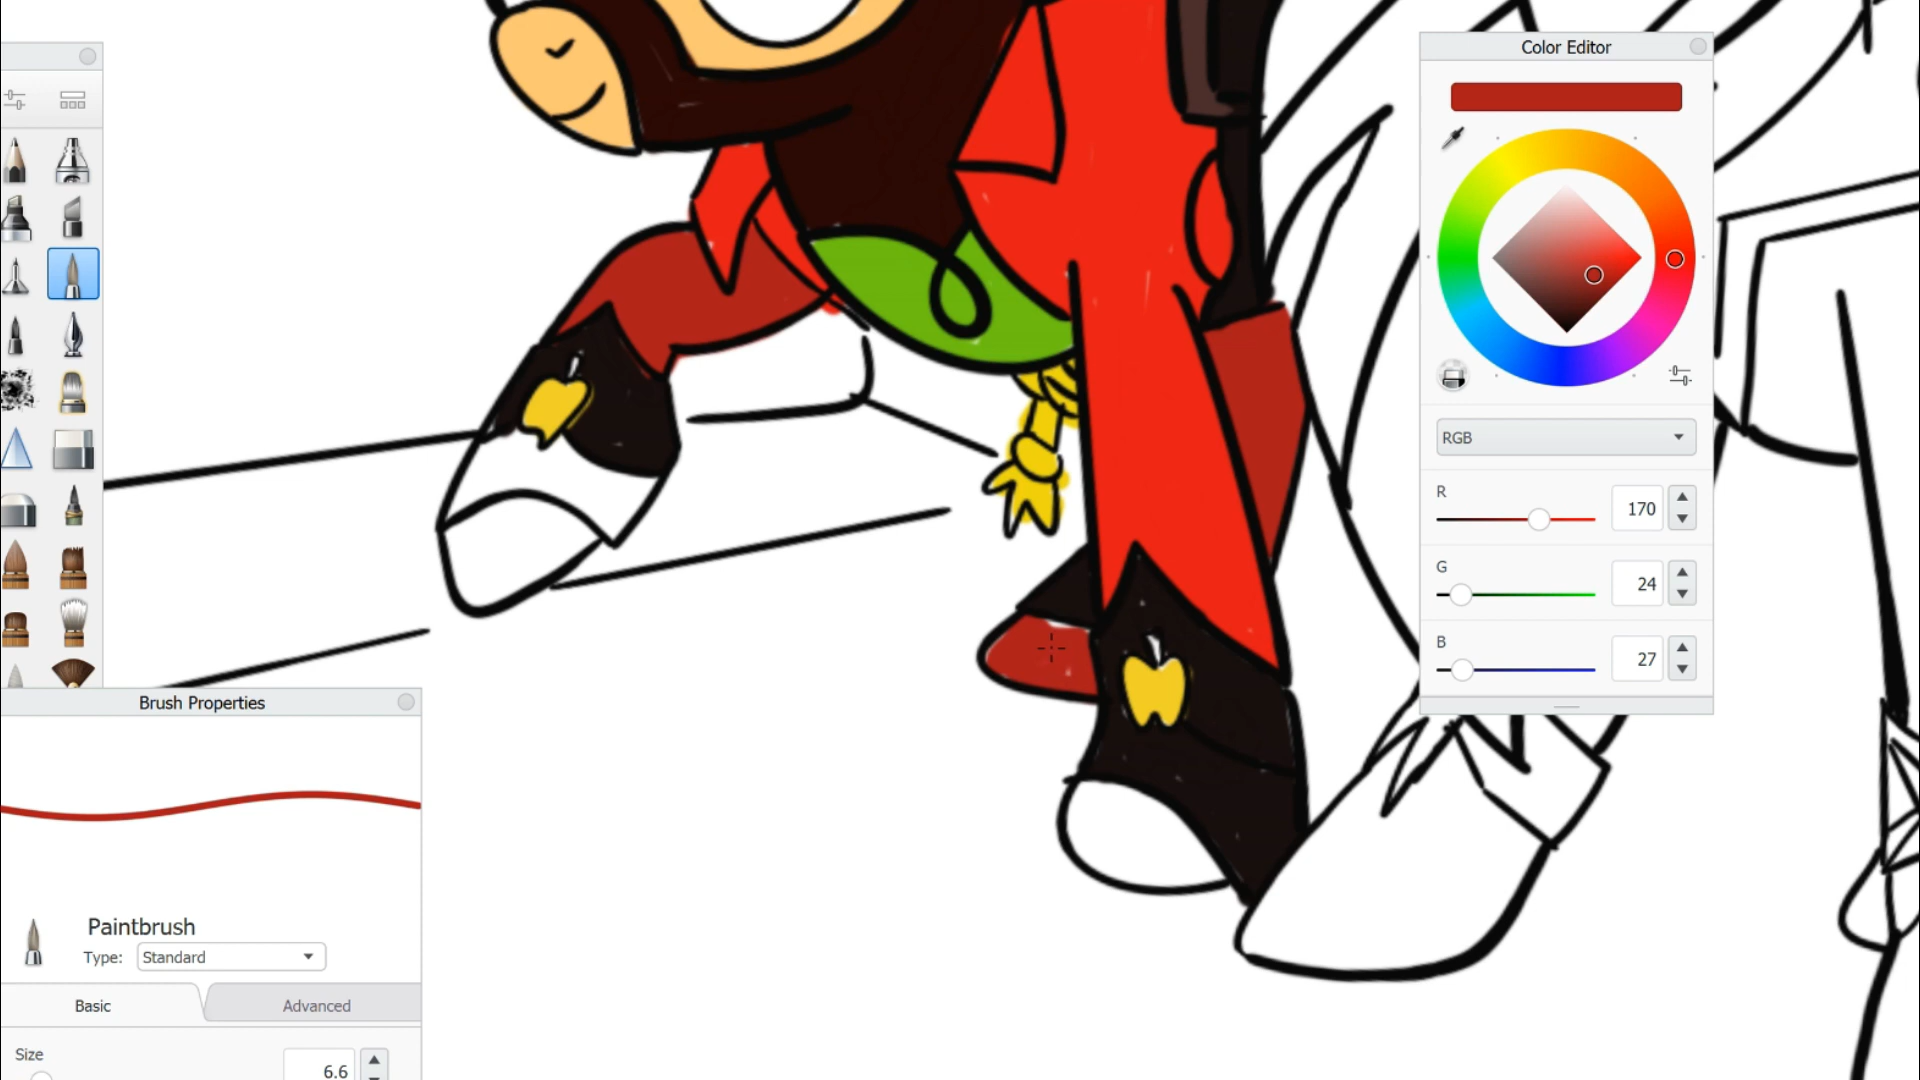 Color Editor
RGB
R
170
G
24
B
27
Brush Properties
Paintbrush
Type: Standard
Basic Advanced
Size 6.6